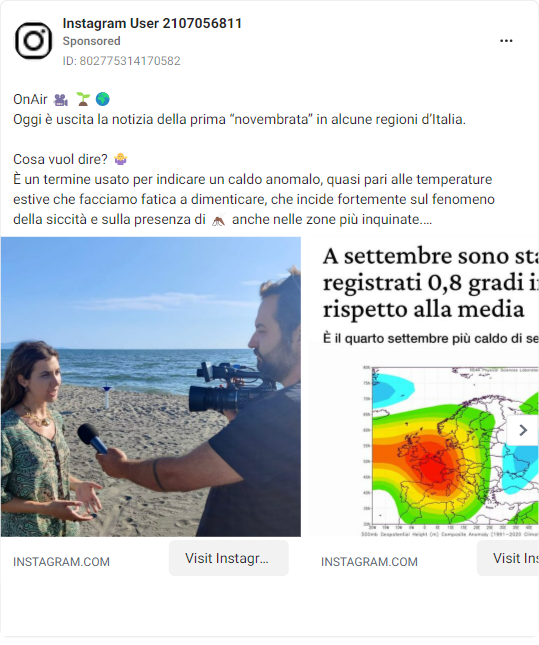 Instagram User 2107056811
Sponsored
ID: 802775314170582
OnAir 🎥 🌱 🌍
Oggi è uscita la notizia della prima “novembrata” in alcune regioni d’Italia.
Cosa vuol dire? 🤷
È un termine usato per indicare un caldo anomalo, quasi pari alle temperature
estive che facciamo fatica a dimenticare, che incide fortemente sul fenomeno
della siccità e sulla presenza di 🦟 anche nelle zone più inquinate....
A settembre sono sta
registrati 0,8 gradi i
rispetto alla media
È il quarto settembre più caldo di se
INSTAGRAM.COM
Visit Instagr...
INSTAGRAM.COM
Visit Ins